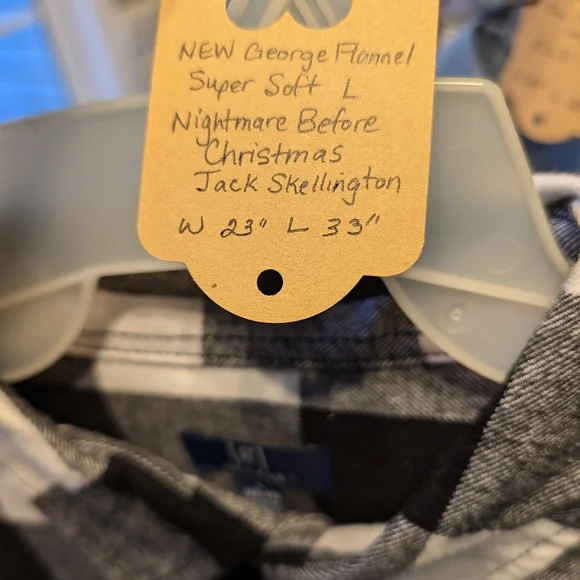 NEW George Flannel
Super Soft L
Nightmare Before
Christmas
Jack Skellington
W 23" L 33"